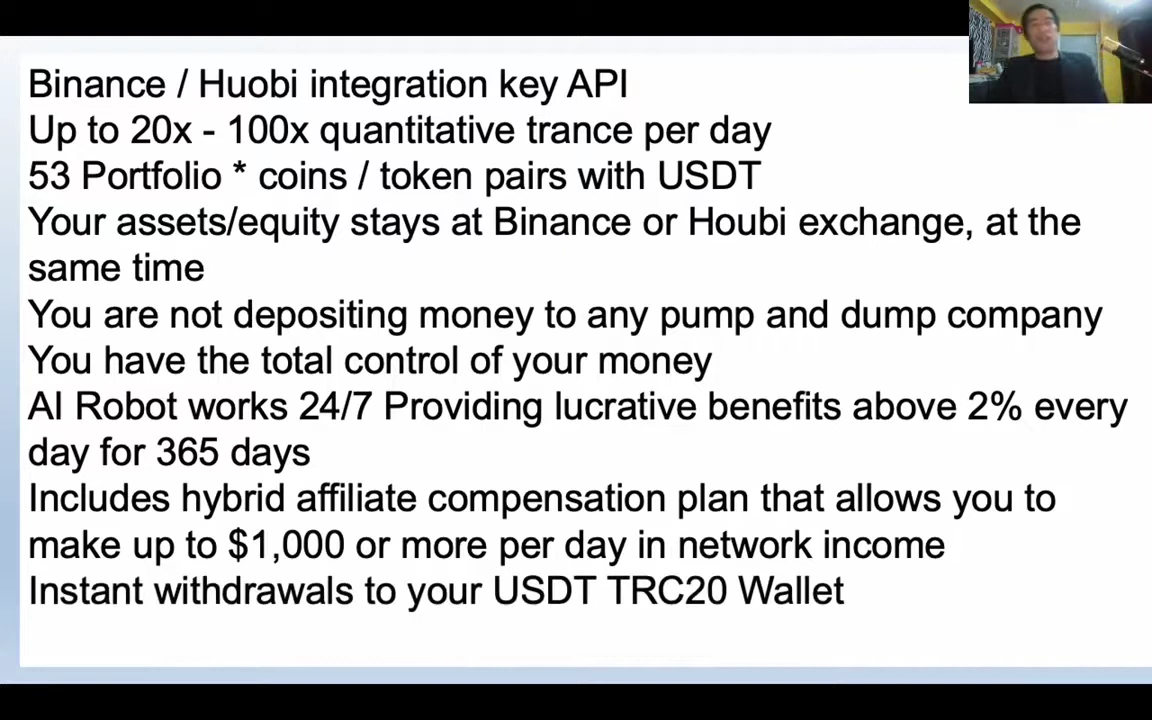 Binance / Huobi integration key API
Up to 20x - 100x quantitative trance per day
53 Portfolio * coins / token pairs with USDT
Your assets/equity stays at Binance or Houbi exchange, at the
same time
You are not depositing money to any pump and dump company
You have the total control of your money
AI Robot works 24/7 Providing lucrative benefits above 2% every
day for 365 days
Includes hybrid affiliate compensation plan that allows you to
make up to $1,000 or more per day in network income
Instant withdrawals to your USDT TRC20 Wallet